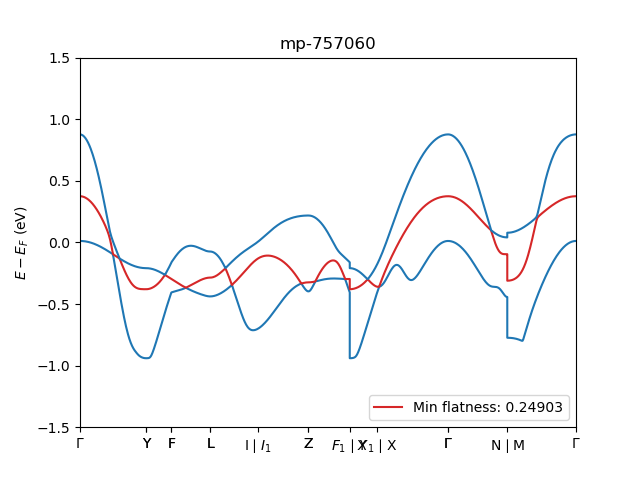 mp-757060
1.5
1.0
0.5
0.0
−0.5
−1.0
−1.5
E − E_F (eV)
Min flatness: 0.24903
Γ Y F L I | I₁ Z F₁ | Y X₁ | X Γ N | M Γ